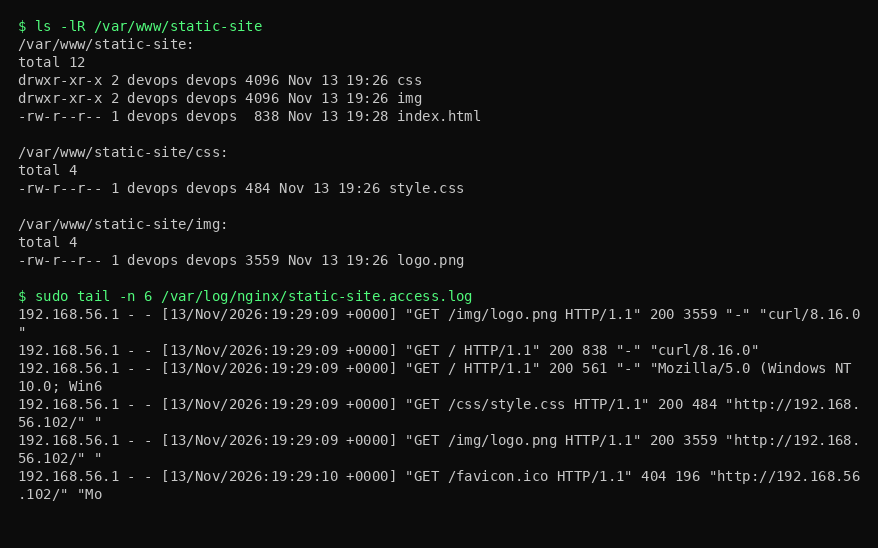 $ ls -lR /var/www/static-site
/var/www/static-site:
total 12
drwxr-xr-x 2 devops devops 4096 Nov 13 19:26 css
drwxr-xr-x 2 devops devops 4096 Nov 13 19:26 img
-rw-r--r-- 1 devops devops  838 Nov 13 19:28 index.html

/var/www/static-site/css:
total 4
-rw-r--r-- 1 devops devops 484 Nov 13 19:26 style.css

/var/www/static-site/img:
total 4
-rw-r--r-- 1 devops devops 3559 Nov 13 19:26 logo.png

$ sudo tail -n 6 /var/log/nginx/static-site.access.log
192.168.56.1 - - [13/Nov/2026:19:29:09 +0000] "GET /img/logo.png HTTP/1.1" 200 3559 "-" "curl/8.16.0
"
192.168.56.1 - - [13/Nov/2026:19:29:09 +0000] "GET / HTTP/1.1" 200 838 "-" "curl/8.16.0"
192.168.56.1 - - [13/Nov/2026:19:29:09 +0000] "GET / HTTP/1.1" 200 561 "-" "Mozilla/5.0 (Windows NT
10.0; Win6
192.168.56.1 - - [13/Nov/2026:19:29:09 +0000] "GET /css/style.css HTTP/1.1" 200 484 "http://192.168.
56.102/" "
192.168.56.1 - - [13/Nov/2026:19:29:09 +0000] "GET /img/logo.png HTTP/1.1" 200 3559 "http://192.168.
56.102/" "
192.168.56.1 - - [13/Nov/2026:19:29:10 +0000] "GET /favicon.ico HTTP/1.1" 404 196 "http://192.168.56
.102/" "Mo